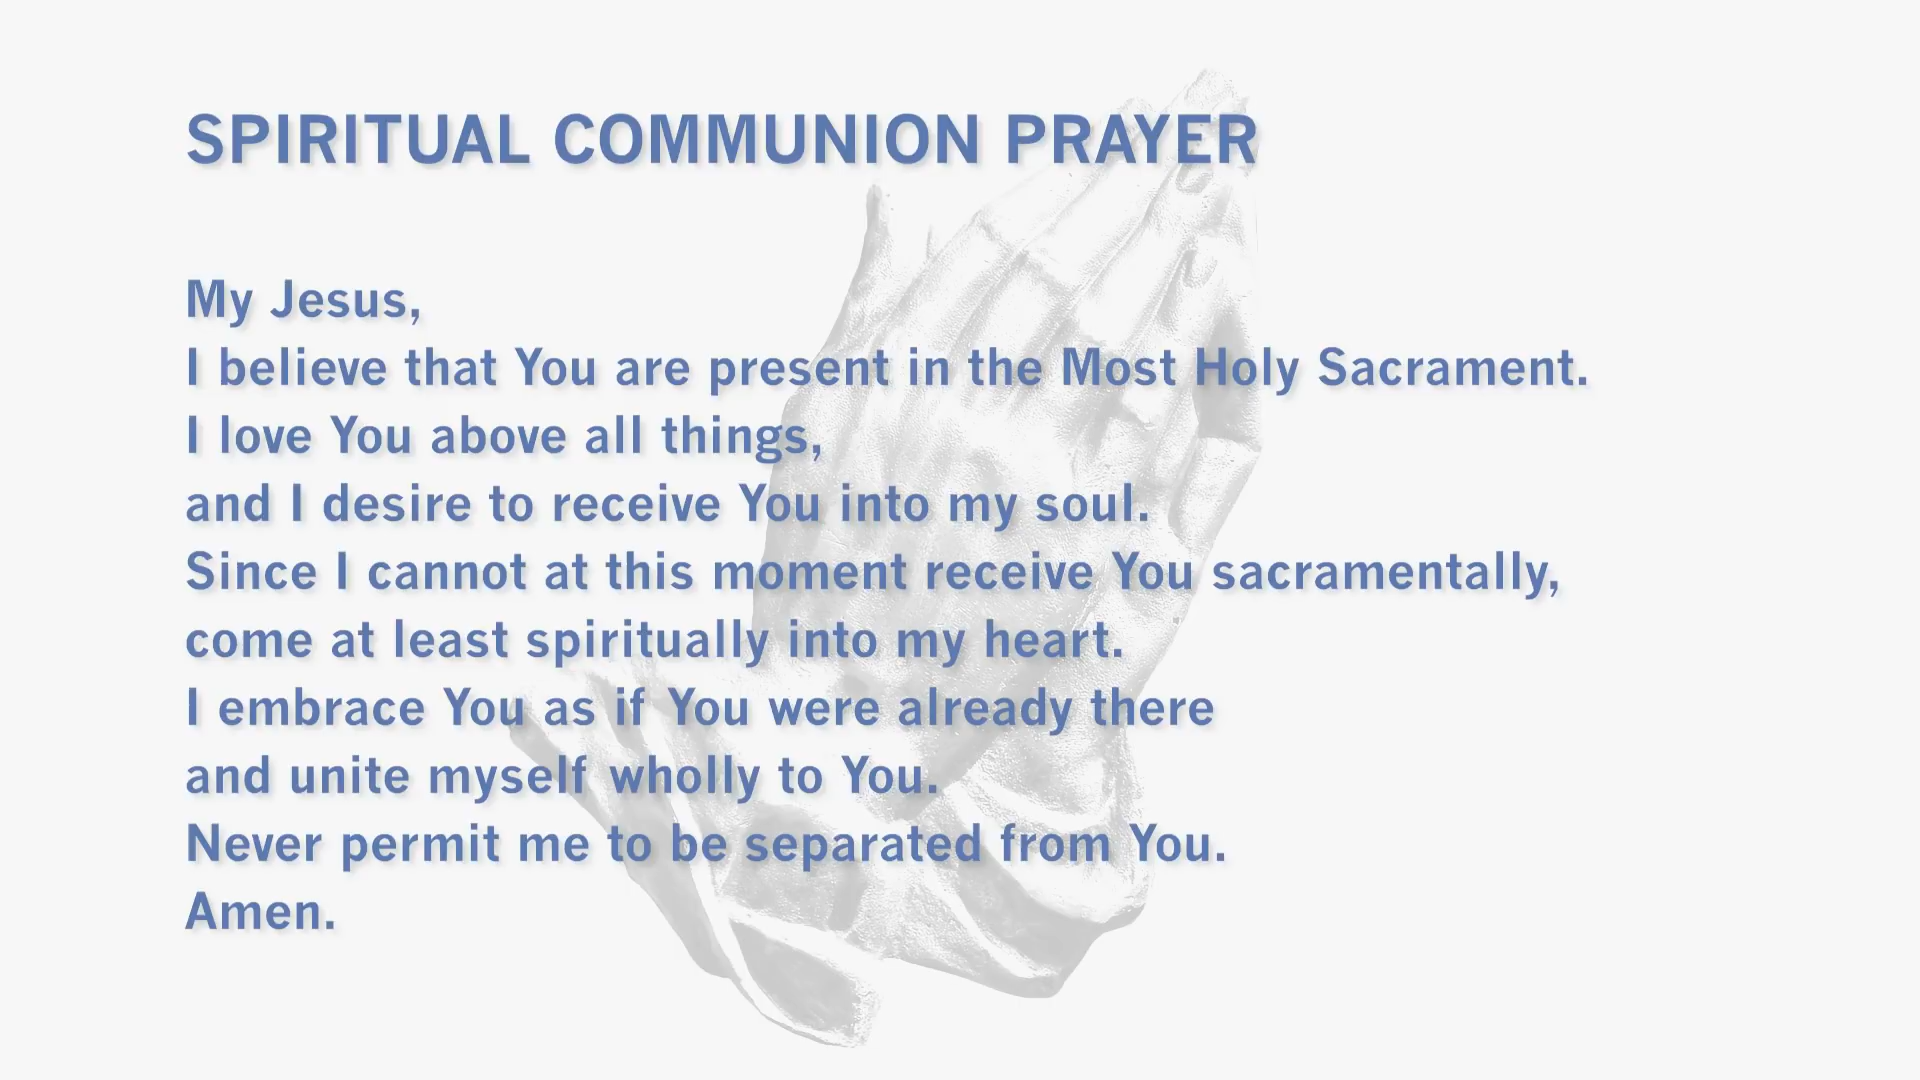 SPIRITUAL COMMUNION PRAYER
My Jesus,
I believe that You are present in the Most Holy Sacrament.
I love You above all things,
and I desire to receive You into my soul.
Since I cannot at this moment receive You sacramentally,
come at least spiritually into my heart.
I embrace You as if You were already there
and unite myself wholly to You.
Never permit me to be separated from You.
Amen.